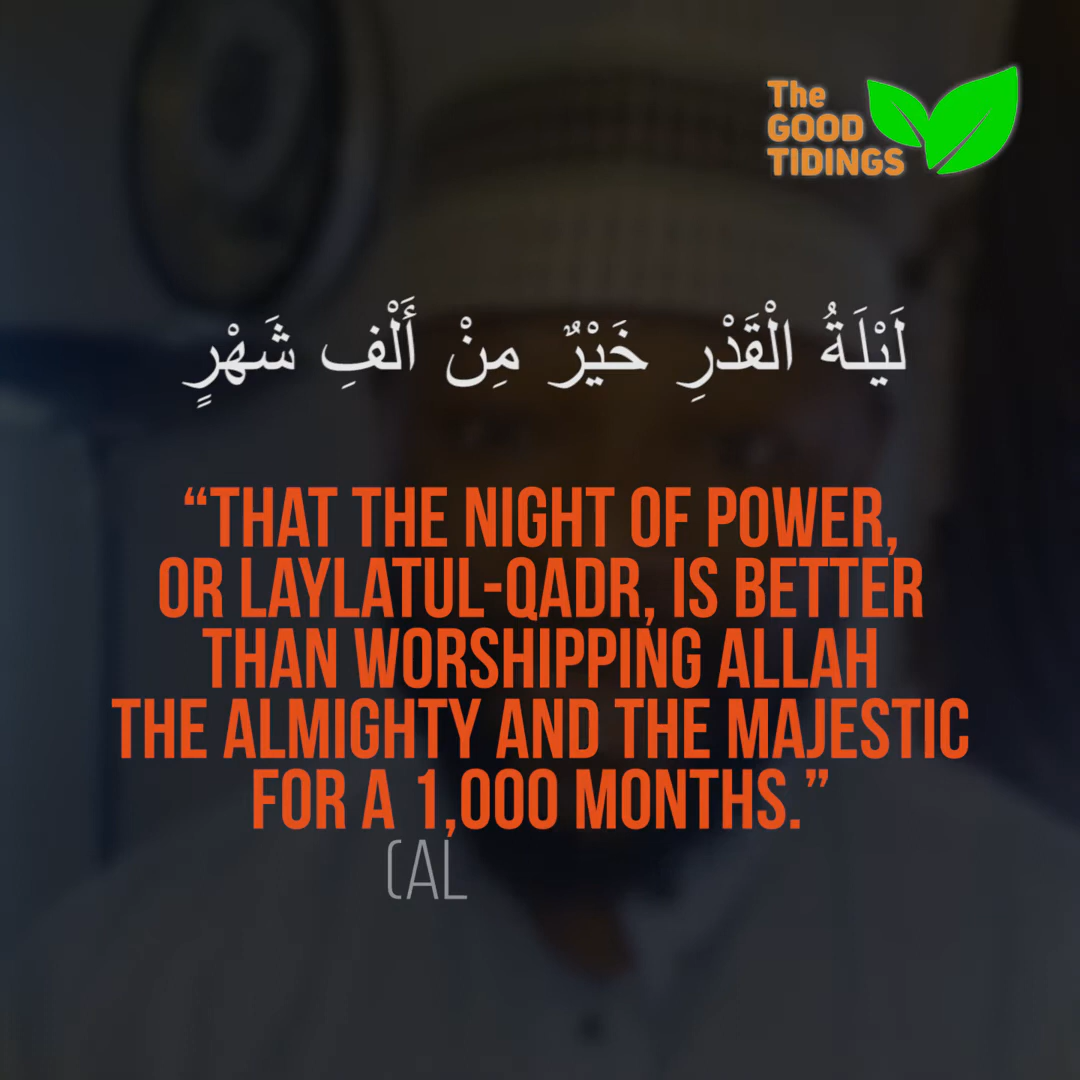 The
GOOD
TIDINGS
لَيْلَةُ الْقَدْرِ خَيْرٌ مِنْ أَلْفِ شَهْرٍ
“THAT THE NIGHT OF POWER,
OR LAYLATUL-QADR, IS BETTER
THAN WORSHIPPING ALLAH
THE ALMIGHTY AND THE MAJESTIC
FOR A 1,000 MONTHS.”
(AL